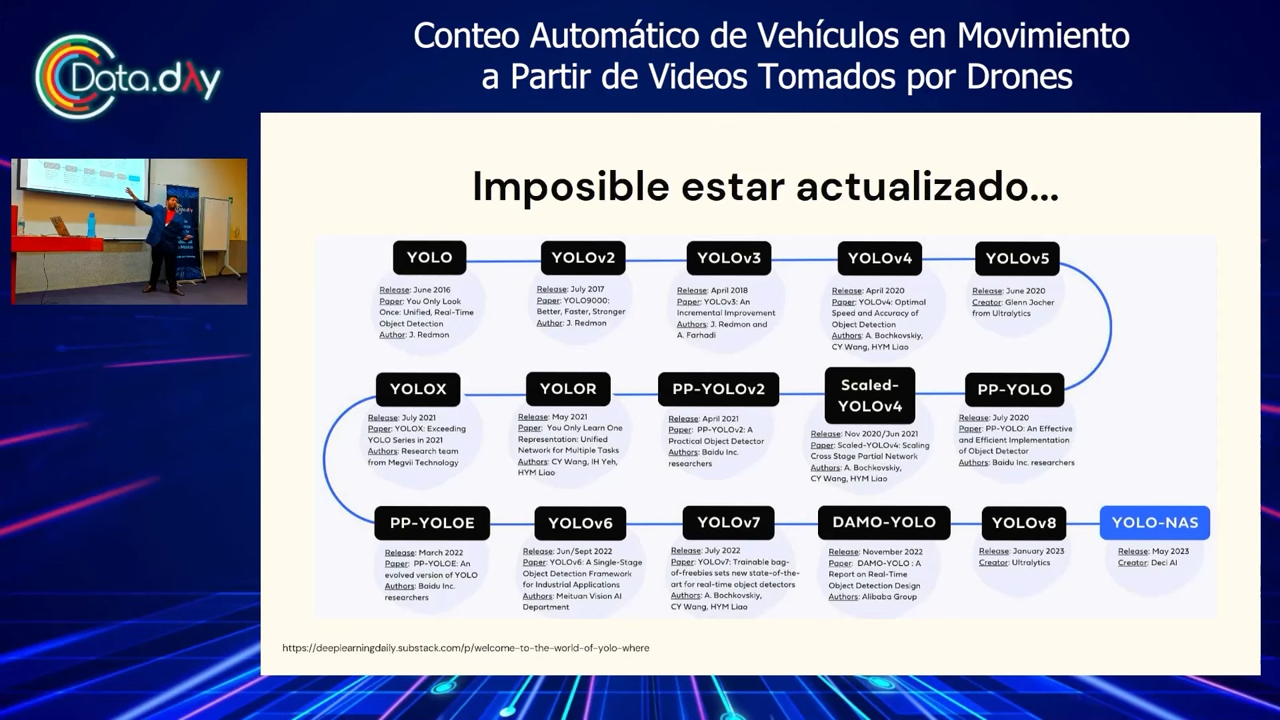 Conteo Automático de Vehículos en Movimiento
a Partir de Videos Tomados por Drones
Data.day
Imposible estar actualizado...
YOLO
Release: June 2016
Paper: You Only Look
Once: Unified, Real-Time
Object Detection
Author: J. Redmon
YOLOv2
Release: July 2017
Paper: YOLO9000:
Better, Faster, Stronger
Author: J. Redmon
YOLOv3
Release: April 2018
Paper: YOLOv3: An
Incremental Improvement
Authors: J. Redmon and
A. Farhadi
YOLOv4
Release: April 2020
Paper: YOLOv4: Optimal
Speed and Accuracy of
Object Detection
Authors: A. Bochkovskiy,
CY Wang, HYM Liao
YOLOv5
Release: June 2020
Creator: Glenn Jocher
from Ultralytics
YOLOX
Release: July 2021
Paper: YOLOX: Exceeding
YOLO Series in 2021
Authors: Research team
from Megvii Technology
YOLOR
Release: May 2021
Paper: You Only Learn One
Representation: Unified
Network for Multiple Tasks
Authors: CY Wang, IH Yeh,
HYM Liao
PP-YOLOv2
Release: April 2021
Paper: PP-YOLOv2: A
Practical Object Detector
Authors: Baidu Inc.
researchers
Scaled-
YOLOv4
Release: Nov 2020/Jun 2021
Paper: Scaled-YOLOv4: Scaling
Cross Stage Partial Network
Authors: A. Bochkovskiy,
CY Wang, HYM Liao
PP-YOLO
Release: July 2020
Paper: PP-YOLO: An Effective
and Efficient Implementation
of Object Detector
Authors: Baidu Inc. researchers
PP-YOLOE
Release: March 2022
Paper: PP-YOLOE: An
evolved version of YOLO
Authors: Baidu Inc.
researchers
YOLOv6
Release: Jun/Sept 2022
Paper: YOLOv6: A Single-Stage
Object Detection Framework
for Industrial Applications
Authors: Meituan Vision AI
Department
YOLOv7
Release: July 2022
Paper: YOLOv7: Trainable bag-
of-freebies sets new state-of-the-
art for real-time object detectors
Authors: A. Bochkovskiy,
CY Wang, HYM Liao
DAMO-YOLO
Release: November 2022
Paper: DAMO-YOLO : A
Report on Real-Time
Object Detection Design
Authors: Alibaba Group
YOLOv8
Release: January 2023
Creator: Ultralytics
YOLO-NAS
Release: May 2023
Creator: Deci AI
https://deeplearningdaily.substack.com/p/welcome-to-the-world-of-yolo-where